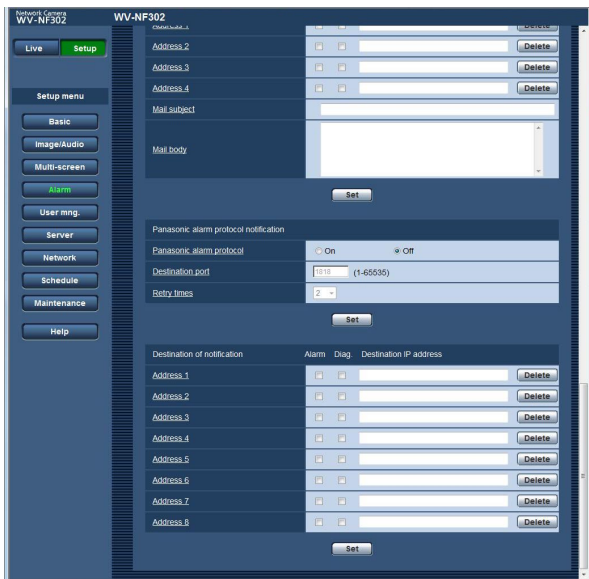 Network Camera
WV-NF302
WV-NF302
Live Setup
Setup menu
Basic
Image/Audio
Multi-screen
Alarm
User mng.
Server
Network
Schedule
Maintenance
Help
Address 1 Delete
Address 2 Delete
Address 3 Delete
Address 4 Delete
Mail subject
Mail body
Set
Panasonic alarm protocol notification
Panasonic alarm protocol On Off
Destination port 1818 (1-65535)
Retry times 2
Set
Destination of notification Alarm Diag. Destination IP address
Address 1 Delete
Address 2 Delete
Address 3 Delete
Address 4 Delete
Address 5 Delete
Address 6 Delete
Address 7 Delete
Address 8 Delete
Set